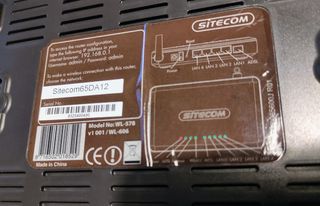 SITECOM
To access the router configuration,
use the following IP address in your
internet browser: 192.168.0.1
Username admin / Password: admin
To make a wireless connection with this router,
choose the network:
Sitecom65DA12
Serial No.:
Model No: WL-578
v1 001 / WL-606
Made in China
Reset
Power
LAN 4 LAN 3 LAN 2 LAN 1 ADSL
SITECOM